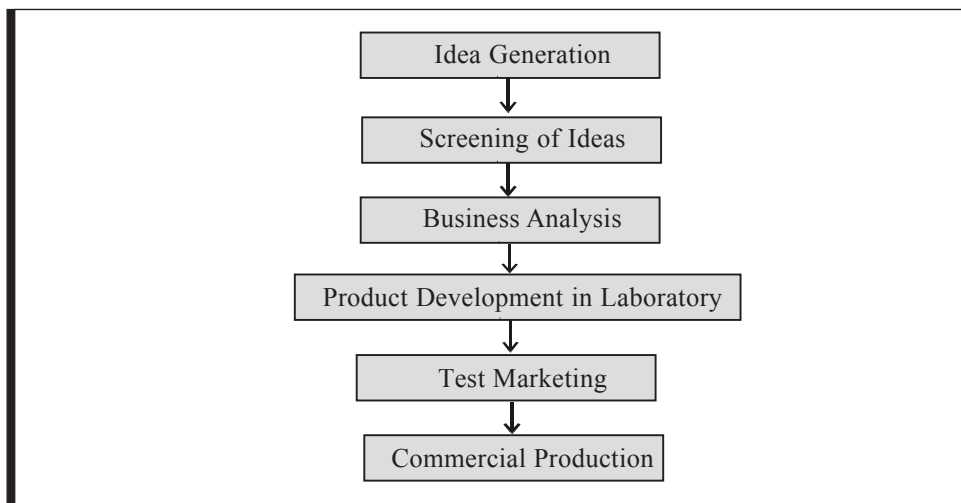 Idea Generation
Screening of Ideas
Business Analysis
Product Development in Laboratory
Test Marketing
Commercial Production